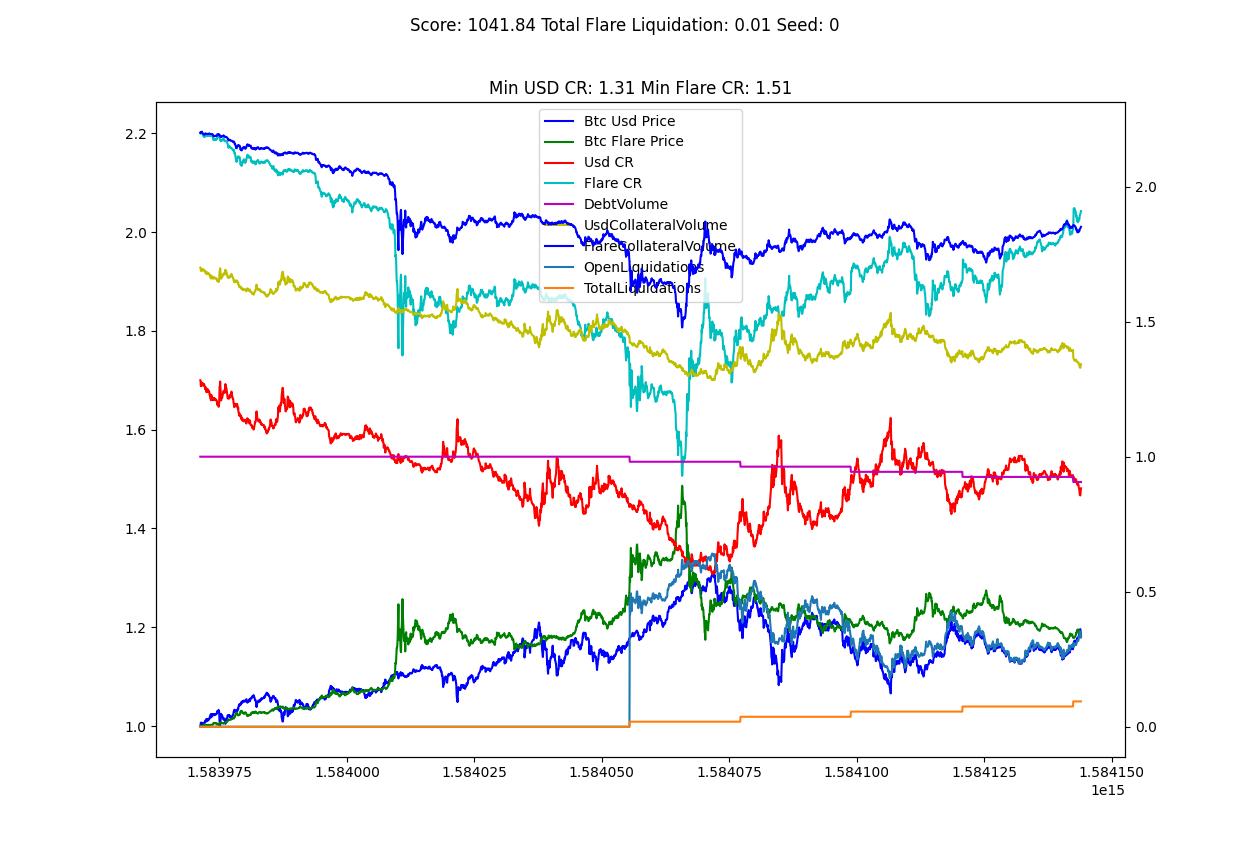 Score: 1041.84 Total Flare Liquidation: 0.01 Seed: 0
Min USD CR: 1.31 Min Flare CR: 1.51
Btc Usd Price
Btc Flare Price
Usd CR
Flare CR
DebtVolume
UsdCollateralVolume
FlareCollateralVolume
OpenLiquidations
TotalLiquidations
2.2
2.0
1.8
1.6
1.4
1.2
1.0
2.0
1.5
1.0
0.5
0.0
1.583975 1.584000 1.584025 1.584050 1.584075 1.584100 1.584125 1.584150
1e15